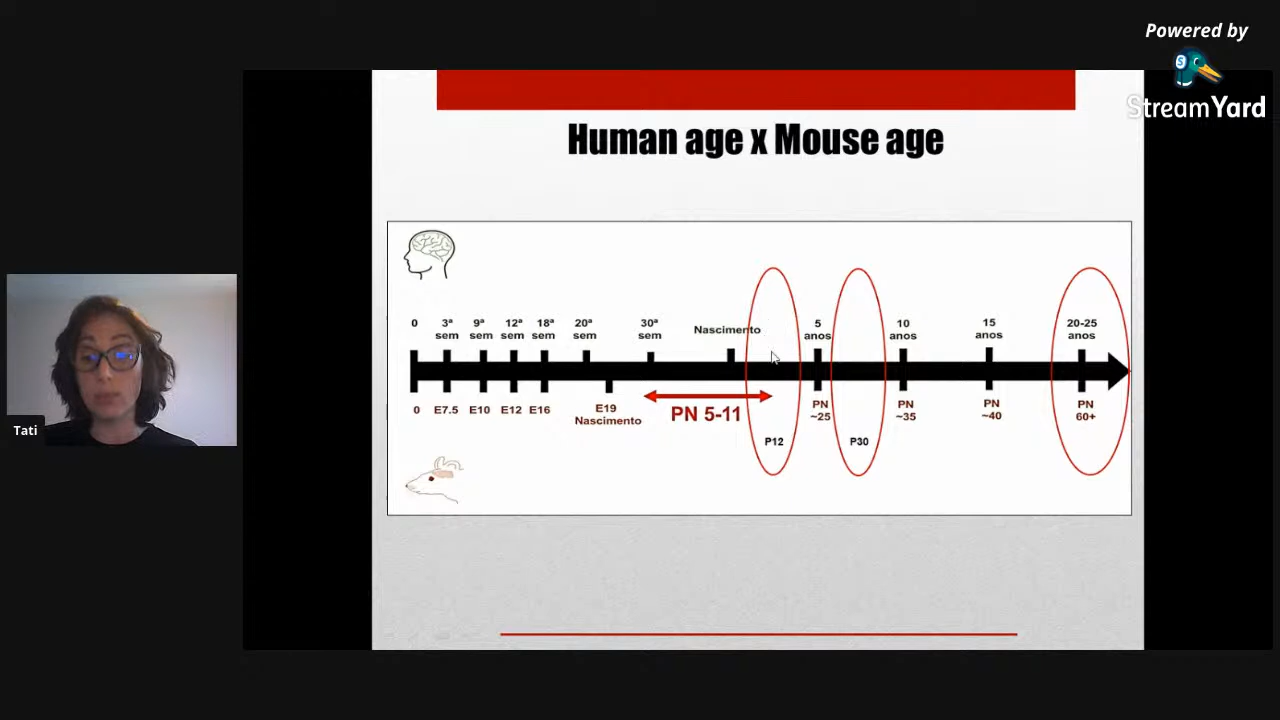 Powered by
StreamYard
Human age x Mouse age
0
3ª
sem
9ª
sem
12ª
sem
18ª
sem
20ª
sem
30ª
sem
Nascimento
5
anos
10
anos
15
anos
20-25
anos
0
E7.5
E10
E12
E16
E19
Nascimento
PN 5-11
P12
PN
~25
P30
PN
~35
PN
~40
PN
60+
Tati